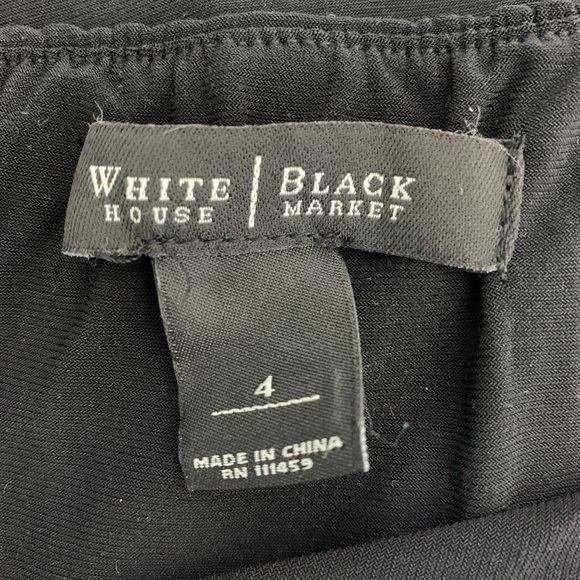 WHITE | BLACK
HOUSE MARKET
4
MADE IN CHINA
RN 111459